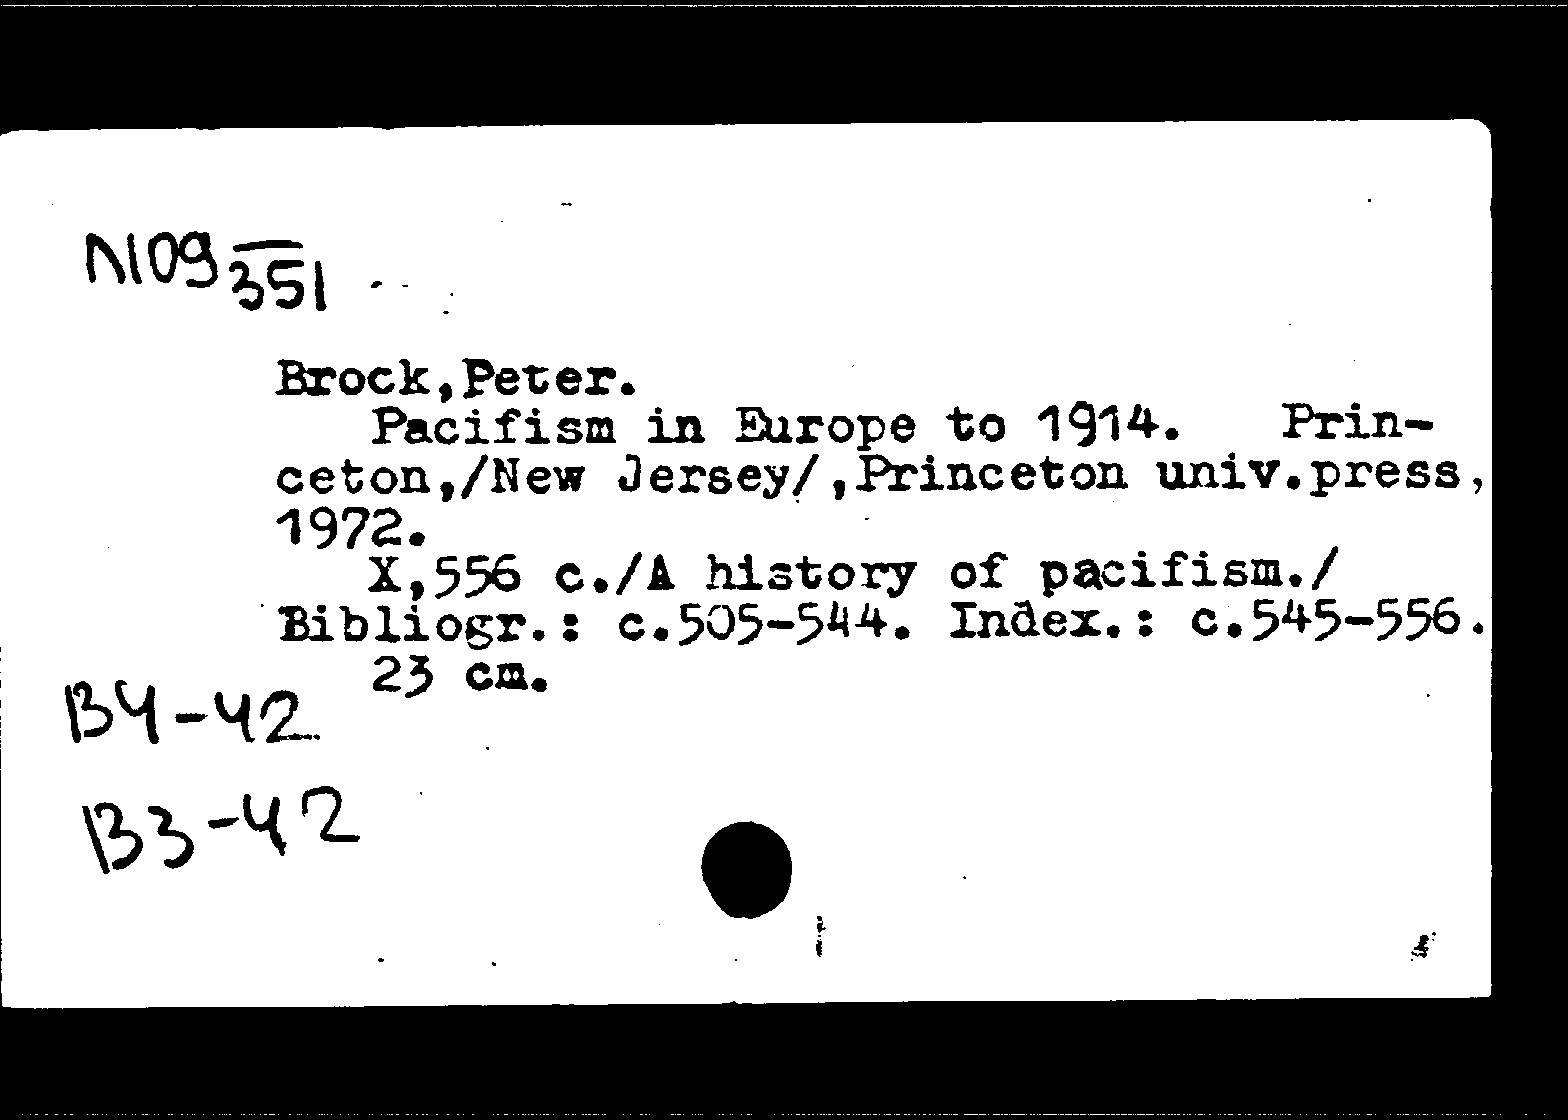 N109 351
Brock,Peter.
Pacifism in Europe to 1914. Prin-
ceton,/New Jersey/,Princeton univ.press,
1972.
X,556 c./A history of pacifism./
Bibliogr.: c.505-544. Index.: c.545-556.
23 cm.
B4-42
B3-42